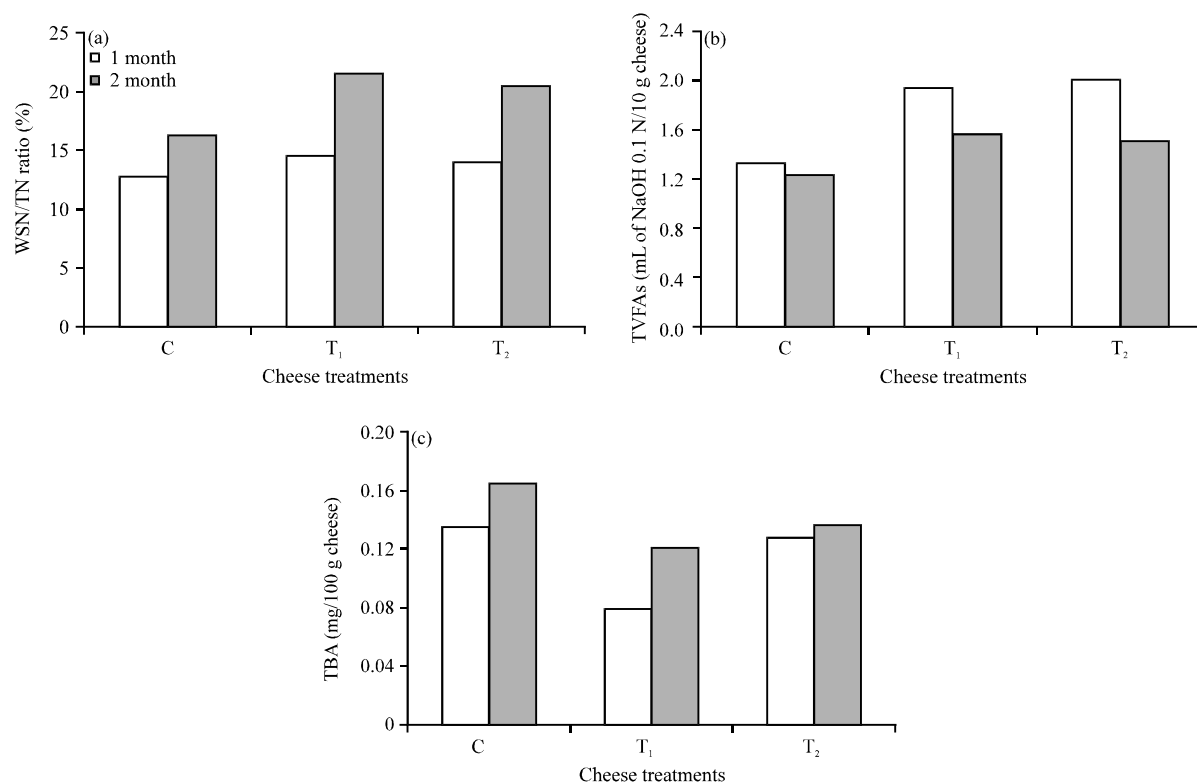 (a)
1 month
2 month
WSN/TN ratio (%)
25
20
15
10
5
0
C
T₁
T₂
Cheese treatments
(b)
TVFAs (mL of NaOH 0.1 N/10 g cheese)
2.4
2.0
1.6
1.2
0.8
0.4
0.0
C
T₁
T₂
Cheese treatments
(c)
TBA (mg/100 g cheese)
0.20
0.16
0.12
0.08
0.04
0
C
T₁
T₂
Cheese treatments